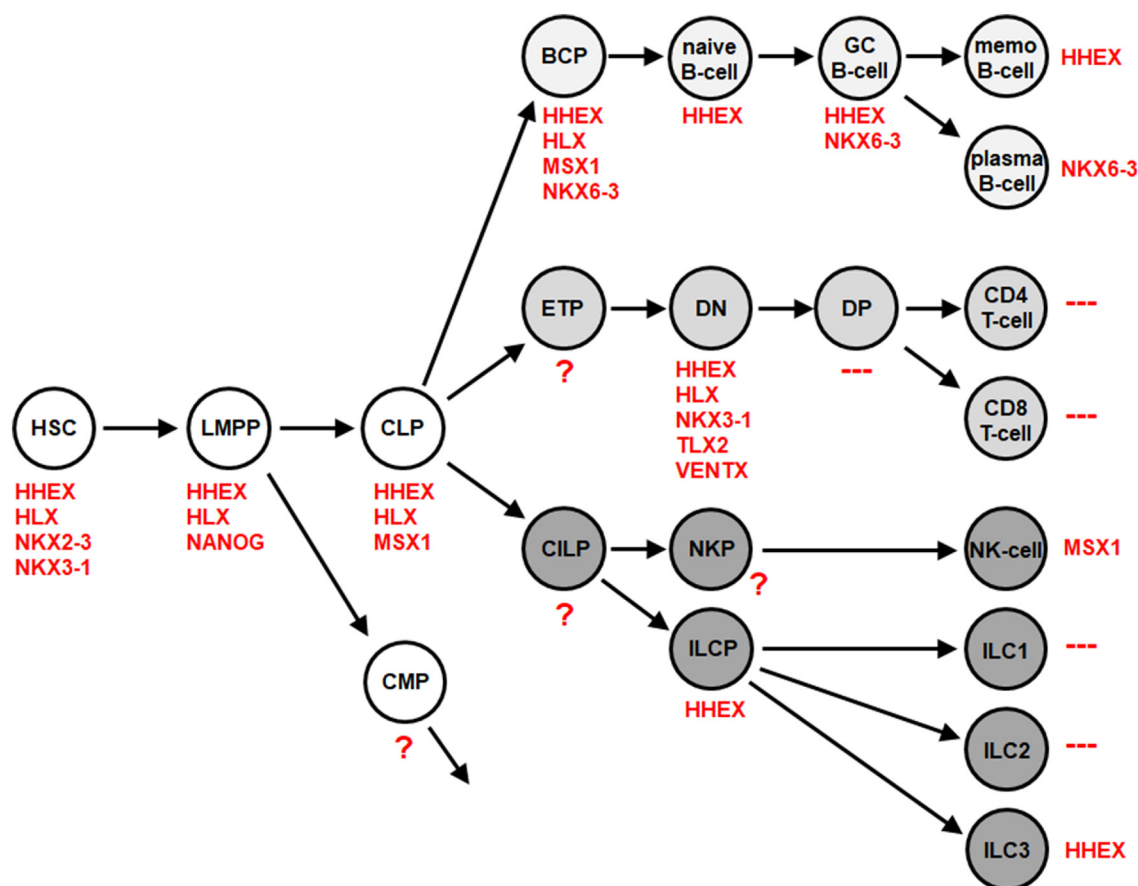 BCP
naive
B-cell
GC
B-cell
memo
B-cell
HHEX
HHEX
HLX
MSX1
NKX6-3
HHEX
HHEX
NKX6-3
plasma
B-cell
NKX6-3
ETP
DN
DP
CD4
T-cell
---
?
HHEX
HLX
NKX3-1
TLX2
VENTX
---
CD8
T-cell
---
HSC
LMPP
CLP
HHEX
HLX
NKX2-3
NKX3-1
HHEX
HLX
NANOG
HHEX
HLX
MSX1
CILP
NKP
NK-cell
MSX1
?
?
ILCP
HHEX
ILC1
---
CMP
?
ILC2
---
ILC3
HHEX